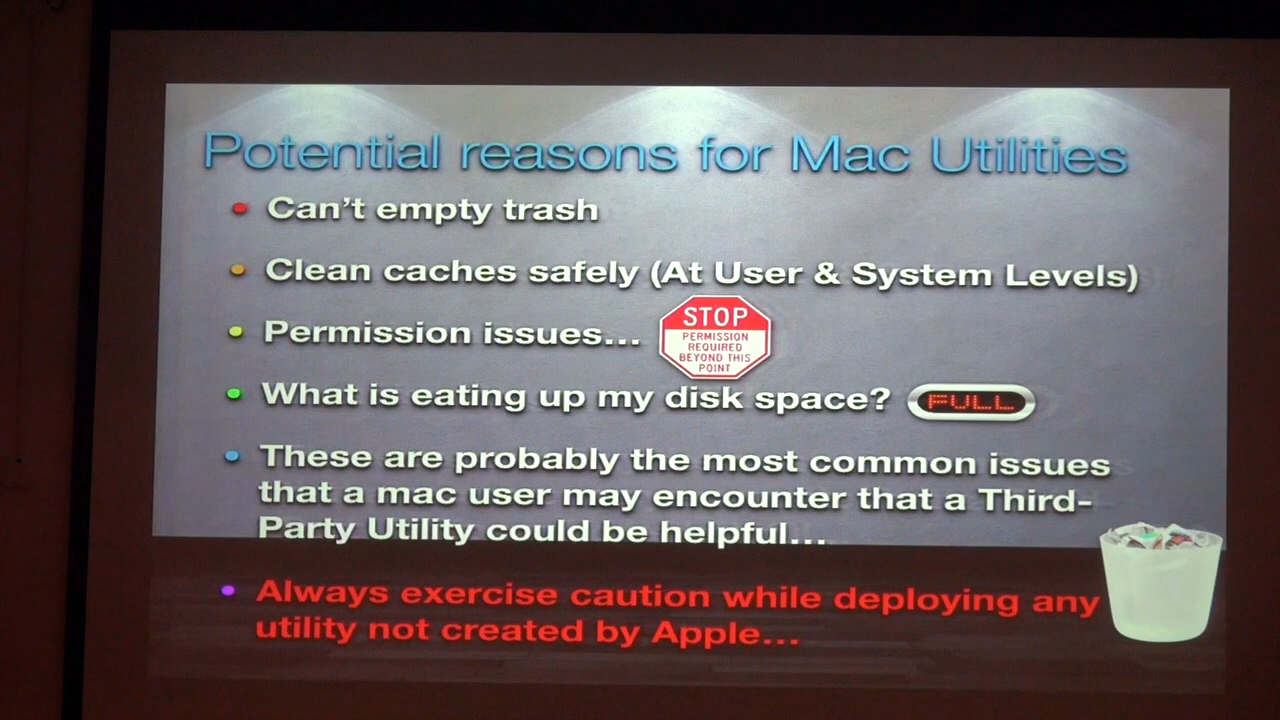 Potential reasons for Mac Utilities
Can't empty trash
Clean caches safely (At User & System Levels)
Permission issues...
STOP
PERMISSION
REQUIRED
BEYOND THIS
POINT
What is eating up my disk space?
FULL
These are probably the most common issues
that a mac user may encounter that a Third-
Party Utility could be helpful...
Always exercise caution while deploying any
utility not created by Apple...